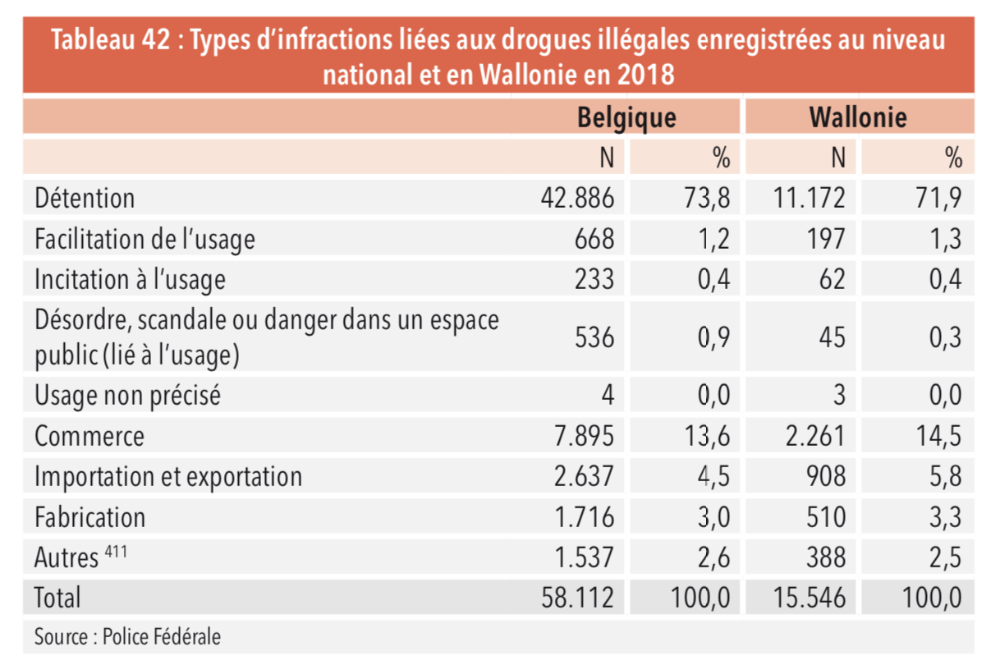 Tableau 42 : Types d’infractions liées aux drogues illégales enregistrées au niveau
national et en Wallonie en 2018
Belgique Wallonie
N % N %
Détention 42.886 73,8 11.172 71,9
Facilitation de l’usage 668 1,2 197 1,3
Incitation à l’usage 233 0,4 62 0,4
Désordre, scandale ou danger dans un espace
public (lié à l’usage) 536 0,9 45 0,3
Usage non précisé 4 0,0 3 0,0
Commerce 7.895 13,6 2.261 14,5
Importation et exportation 2.637 4,5 908 5,8
Fabrication 1.716 3,0 510 3,3
Autres 411 1.537 2,6 388 2,5
Total 58.112 100,0 15.546 100,0
Source : Police Fédérale